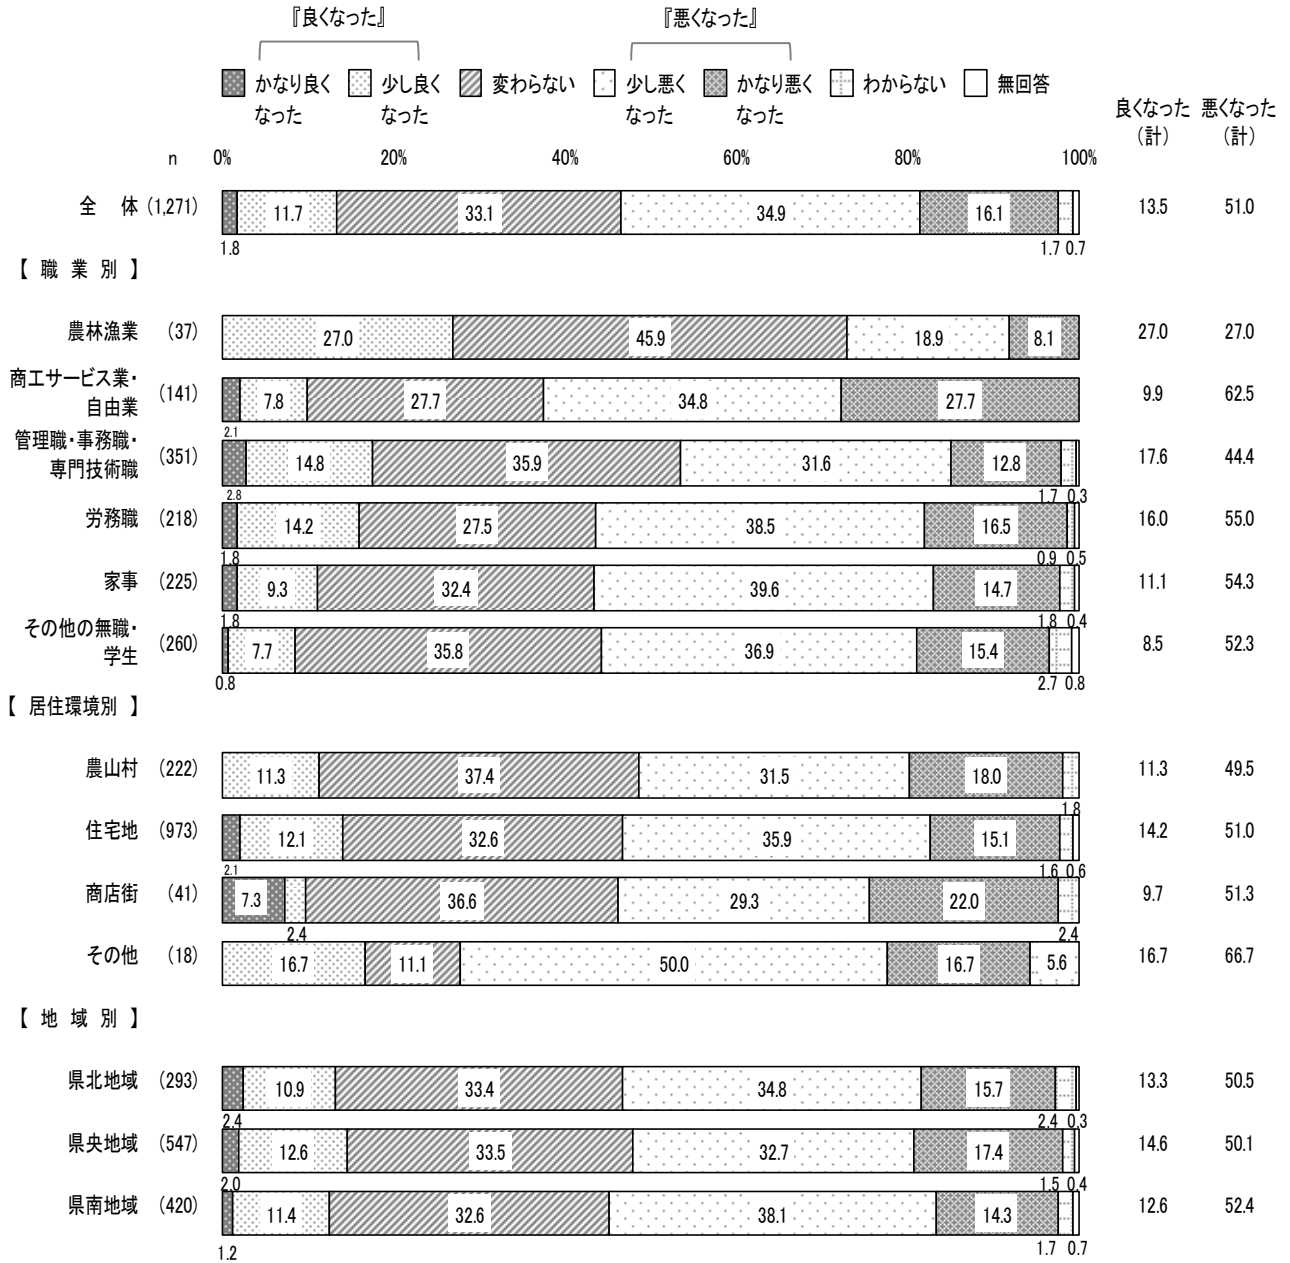 『良くなった』 『悪くなった』
かなり良く 少し良く 変わらない 少し悪く かなり悪く わからない 無回答
なった なった なった なった
良くなった 悪くなった
(計) (計)
n 0% 20% 40% 60% 80% 100%
全 体 (1,271) 11.7 33.1 34.9 16.1 13.5 51.0
1.8 1.7 0.7
【 職 業 別 】
農林漁業 (37) 27.0 45.9 18.9 8.1 27.0 27.0
商工サービス業・
自由業 (141) 7.8 27.7 34.8 27.7 9.9 62.5
2.1
管理職・事務職・
専門技術職 (351) 14.8 35.9 31.6 12.8 17.6 44.4
2.8 1.7 0.3
労務職 (218) 14.2 27.5 38.5 16.5 16.0 55.0
1.8 0.9 0.5
家事 (225) 9.3 32.4 39.6 14.7 11.1 54.3
1.8 1.8 0.4
その他の無職・
学生 (260) 7.7 35.8 36.9 15.4 8.5 52.3
0.8 2.7 0.8
【 居住環境別 】
農山村 (222) 11.3 37.4 31.5 18.0 11.3 49.5
1.8
住宅地 (973) 12.1 32.6 35.9 15.1 14.2 51.0
2.1 1.6 0.6
商店街 (41) 7.3 36.6 29.3 22.0 9.7 51.3
2.4 2.4
その他 (18) 16.7 11.1 50.0 16.7 5.6 16.7 66.7
【 地 域 別 】
県北地域 (293) 10.9 33.4 34.8 15.7 13.3 50.5
2.4 2.4 0.3
県央地域 (547) 12.6 33.5 32.7 17.4 14.6 50.1
2.0 1.5 0.4
県南地域 (420) 11.4 32.6 38.1 14.3 12.6 52.4
1.2 1.7 0.7